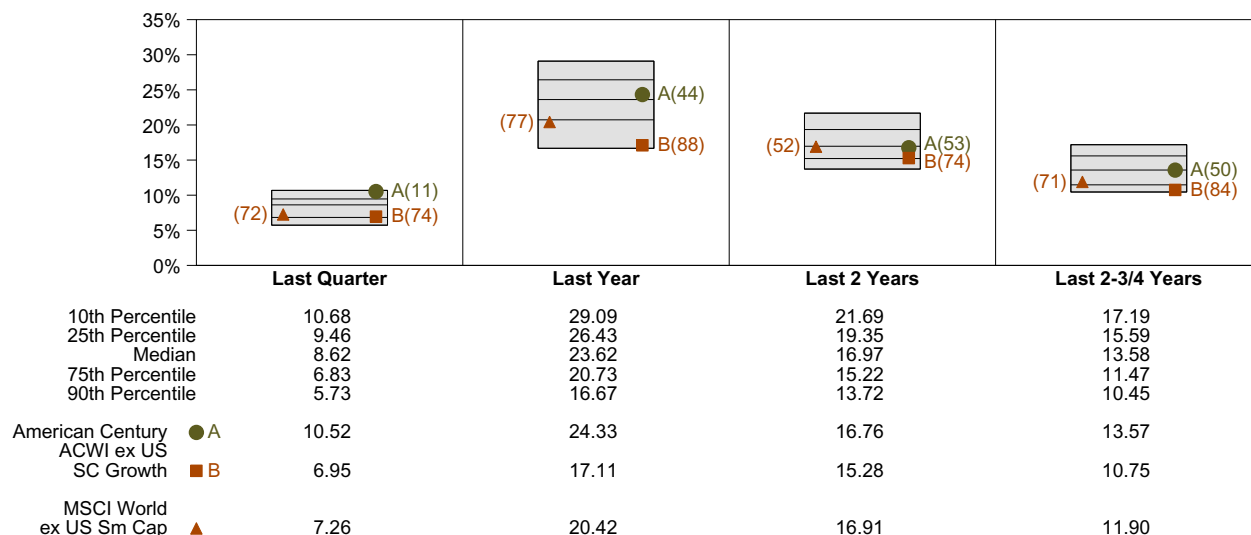 35%
30%
25%
20%
15%
10%
5%
0%
(72)
A(11)
B(74)
(77)
A(44)
B(88)
(52)
A(53)
B(74)
(71)
A(50)
B(84)
Last Quarter Last Year Last 2 Years Last 2-3/4 Years
10th Percentile 10.68 29.09 21.69 17.19
25th Percentile 9.46 26.43 19.35 15.59
Median 8.62 23.62 16.97 13.58
75th Percentile 6.83 20.73 15.22 11.47
90th Percentile 5.73 16.67 13.72 10.45
American Century A 10.52 24.33 16.76 13.57
ACWI ex US
SC Growth B 6.95 17.11 15.28 10.75
MSCI World
ex US Sm Cap 7.26 20.42 16.91 11.90